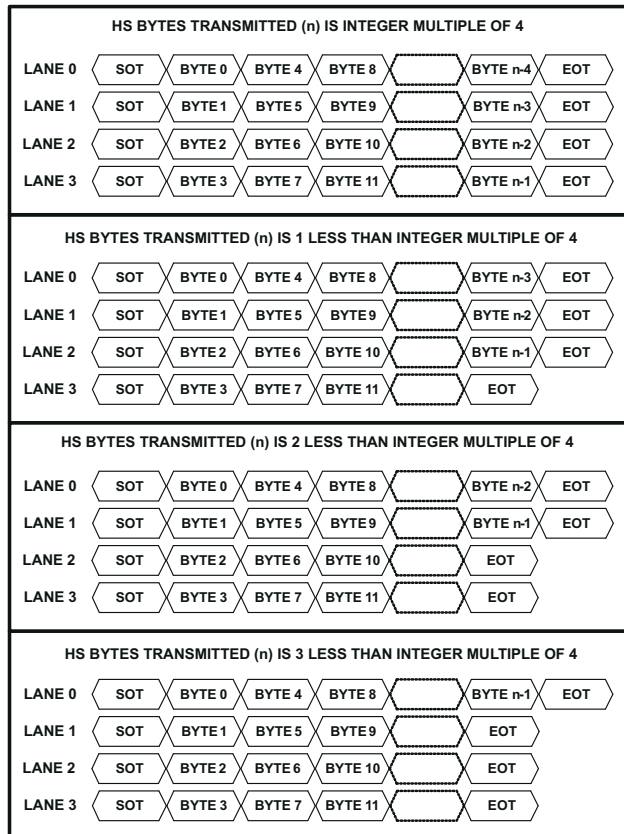 HS BYTES TRANSMITTED (n) IS INTEGER MULTIPLE OF 4
LANE 0 SOT BYTE 0 BYTE 4 BYTE 8 BYTE n-4 EOT
LANE 1 SOT BYTE 1 BYTE 5 BYTE 9 BYTE n-3 EOT
LANE 2 SOT BYTE 2 BYTE 6 BYTE 10 BYTE n-2 EOT
LANE 3 SOT BYTE 3 BYTE 7 BYTE 11 BYTE n-1 EOT
HS BYTES TRANSMITTED (n) IS 1 LESS THAN INTEGER MULTIPLE OF 4
LANE 0 SOT BYTE 0 BYTE 4 BYTE 8 BYTE n-3 EOT
LANE 1 SOT BYTE 1 BYTE 5 BYTE 9 BYTE n-2 EOT
LANE 2 SOT BYTE 2 BYTE 6 BYTE 10 BYTE n-1 EOT
LANE 3 SOT BYTE 3 BYTE 7 BYTE 11 EOT
HS BYTES TRANSMITTED (n) IS 2 LESS THAN INTEGER MULTIPLE OF 4
LANE 0 SOT BYTE 0 BYTE 4 BYTE 8 BYTE n-2 EOT
LANE 1 SOT BYTE 1 BYTE 5 BYTE 9 BYTE n-1 EOT
LANE 2 SOT BYTE 2 BYTE 6 BYTE 10 EOT
LANE 3 SOT BYTE 3 BYTE 7 BYTE 11 EOT
HS BYTES TRANSMITTED (n) IS 3 LESS THAN INTEGER MULTIPLE OF 4
LANE 0 SOT BYTE 0 BYTE 4 BYTE 8 BYTE n-1 EOT
LANE 1 SOT BYTE 1 BYTE 5 BYTE 9 EOT
LANE 2 SOT BYTE 2 BYTE 6 BYTE 10 EOT
LANE 3 SOT BYTE 3 BYTE 7 BYTE 11 EOT